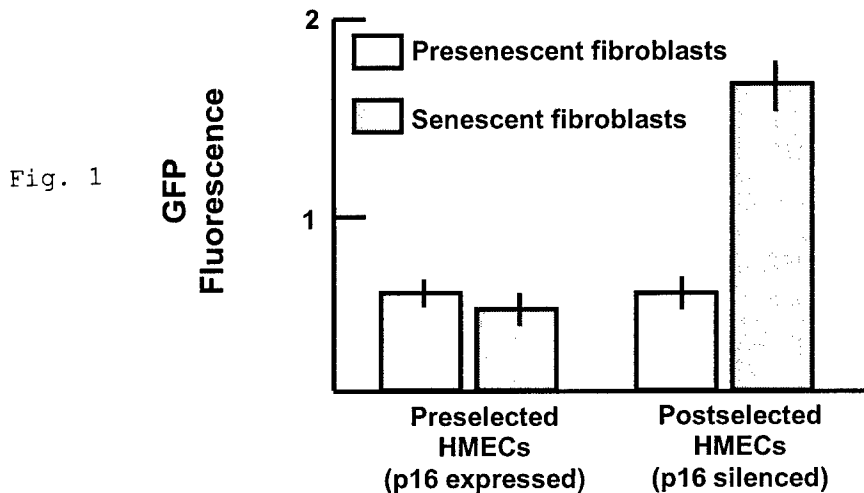 Fig. 1
GFP
Fluorescence
2
1
Presenescent fibroblasts
Senescent fibroblasts
Preselected
HMECs
(p16 expressed)
Postselected
HMECs
(p16 silenced)